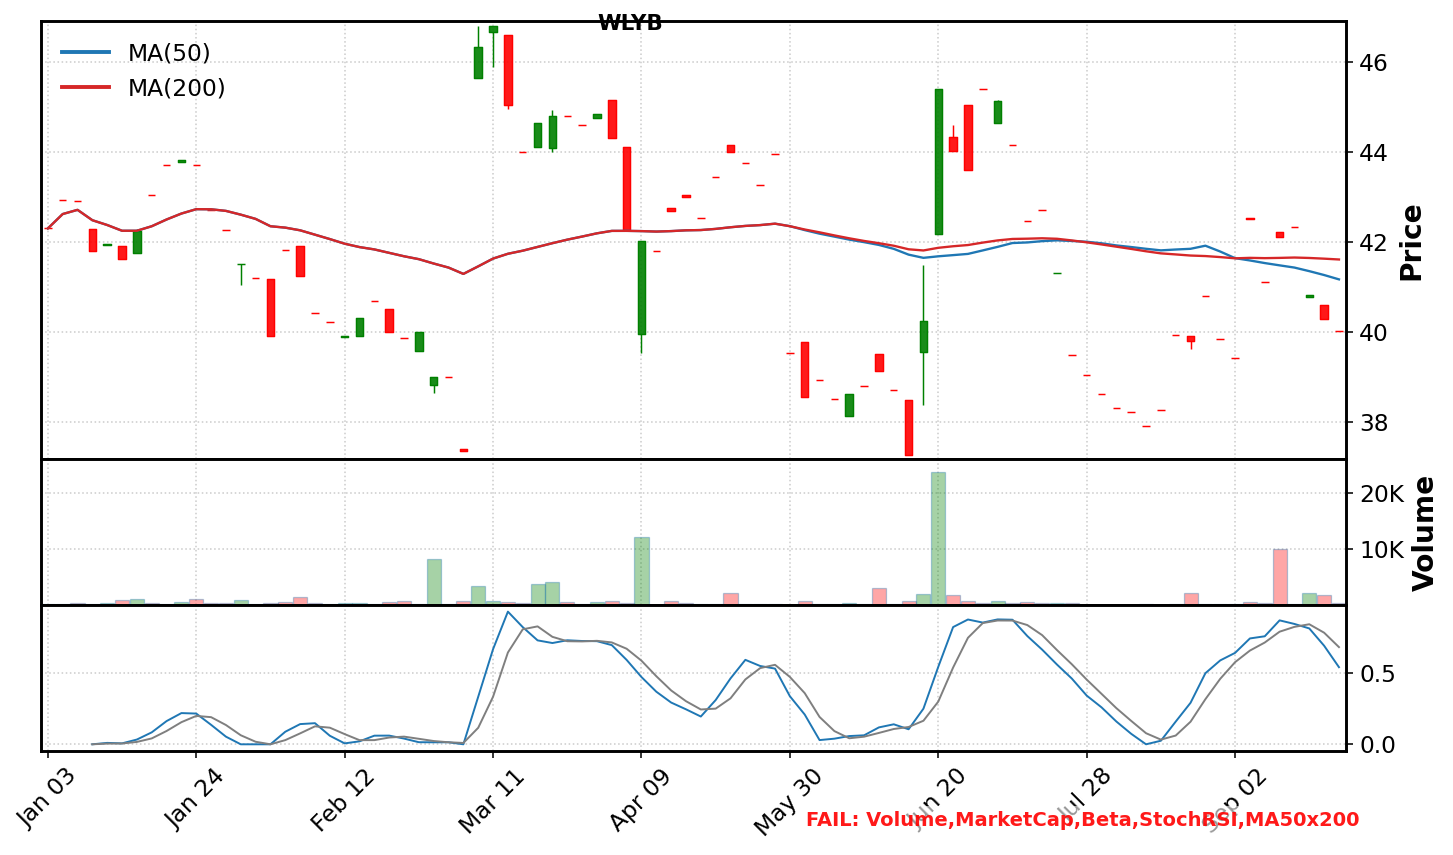 WLYB
MA(50)
MA(200)
46
44
42
40
38
Price
20K
10K
Volume
0.5
0.0
Jan 03
Jan 24
Feb 12
Mar 11
Apr 09
May 30
Jun 20
Jul 28
Sep 02
FAIL: Volume,MarketCap,Beta,StochRSI,MA50x200